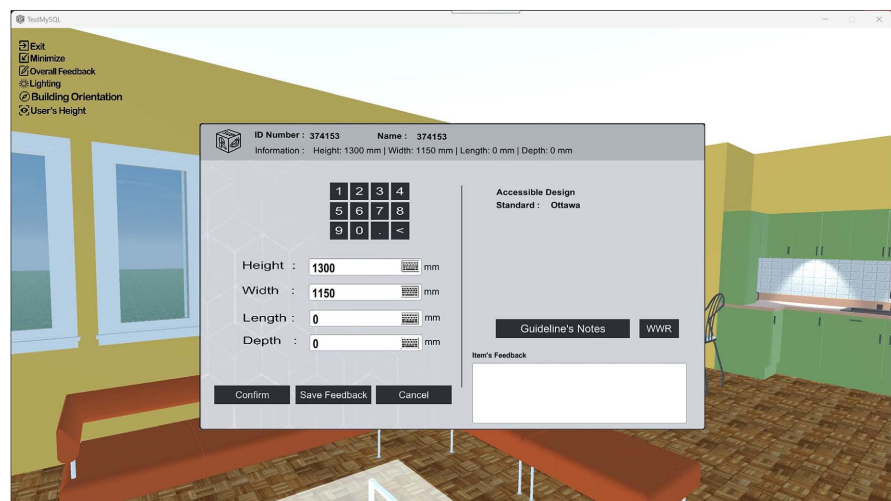 TestMySQL
Exit
Minimize
Overall Feedback
Lighting
Building Orientation
User's Height
ID Number : 374153 Name : 374153
Information : Height: 1300 mm | Width: 1150 mm | Length: 0 mm | Depth: 0 mm
1 2 3 4
5 6 7 8
9 0 . <
Height : 1300 mm
Width : 1150 mm
Length : 0 mm
Depth : 0 mm
Confirm Save Feedback Cancel
Accessible Design
Standard : Ottawa
Guideline's Notes WWR
Item's Feedback